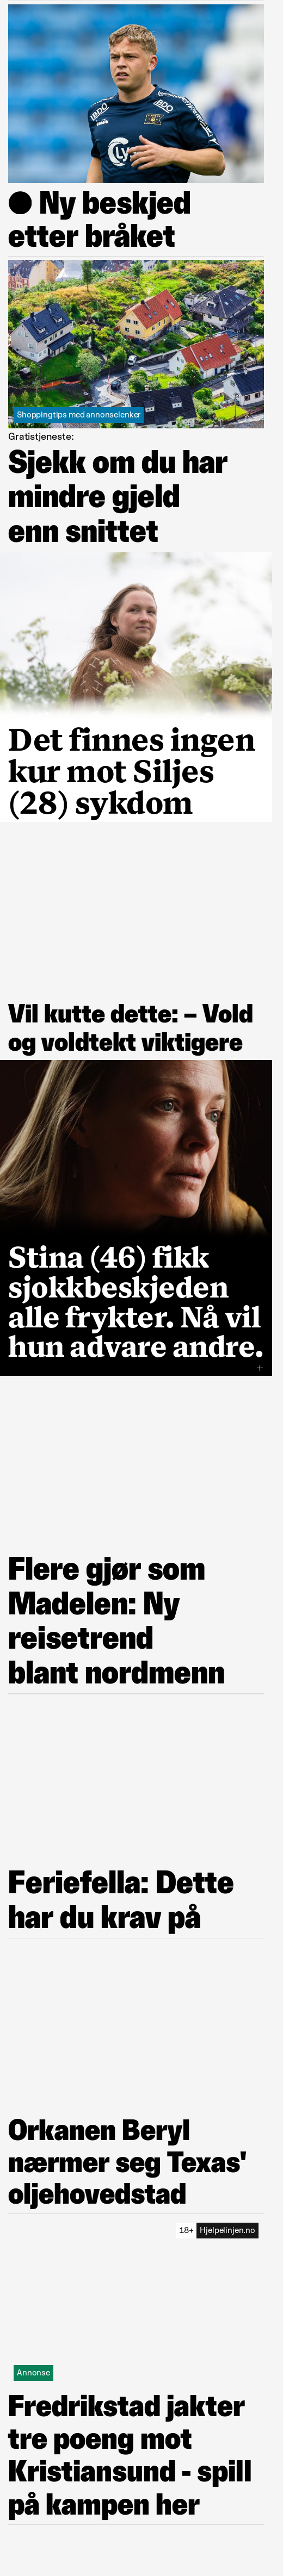 OBDO
BDO
● Ny beskjed
etter bråket
Shoppingtips med annonselenker
Gratistjeneste:
Sjekk om du har
mindre gjeld
enn snittet
Det finnes ingen
kur mot Siljes
(28) sykdom
Vil kutte dette: – Vold
og voldtekt viktigere
Stina (46) fikk
sjokkbeskjeden
alle frykter. Nå vil
hun advare andre.
+
Flere gjør som
Madelen: Ny
reisetrend
blant nordmenn
Feriefella: Dette
har du krav på
Orkanen Beryl
nærmer seg Texas'
oljehovedstad
18+ Hjelpelinjen.no
Annonse
Fredrikstad jakter
tre poeng mot
Kristiansund - spill
på kampen her